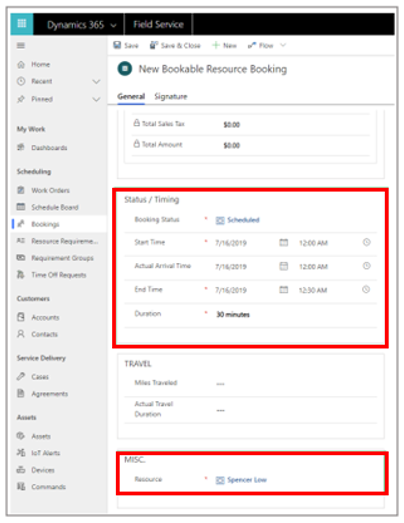 Dynamics 365 Field Service
Save Save & Close New Flow
Home
Recent
Pinned
My Work
Dashboards
Scheduling
Work Orders
Schedule Board
Bookings
Resource Requireme...
Requirement Groups
Time Off Requests
Customers
Accounts
Contacts
Service Delivery
Cases
Agreements
Assets
Assets
IoT Alerts
Devices
Commands
New Bookable Resource Booking
General Signature
Total Sales Tax $0.00
Total Amount $0.00
Status / Timing
Booking Status * Scheduled
Start Time * 7/16/2019 12:00 AM
Actual Arrival Time 7/16/2019 12:00 AM
End Time * 7/16/2019 12:30 AM
Duration * 30 minutes
TRAVEL
Miles Traveled ---
Actual Travel
Duration ---
MISC.
Resource * Spencer Low